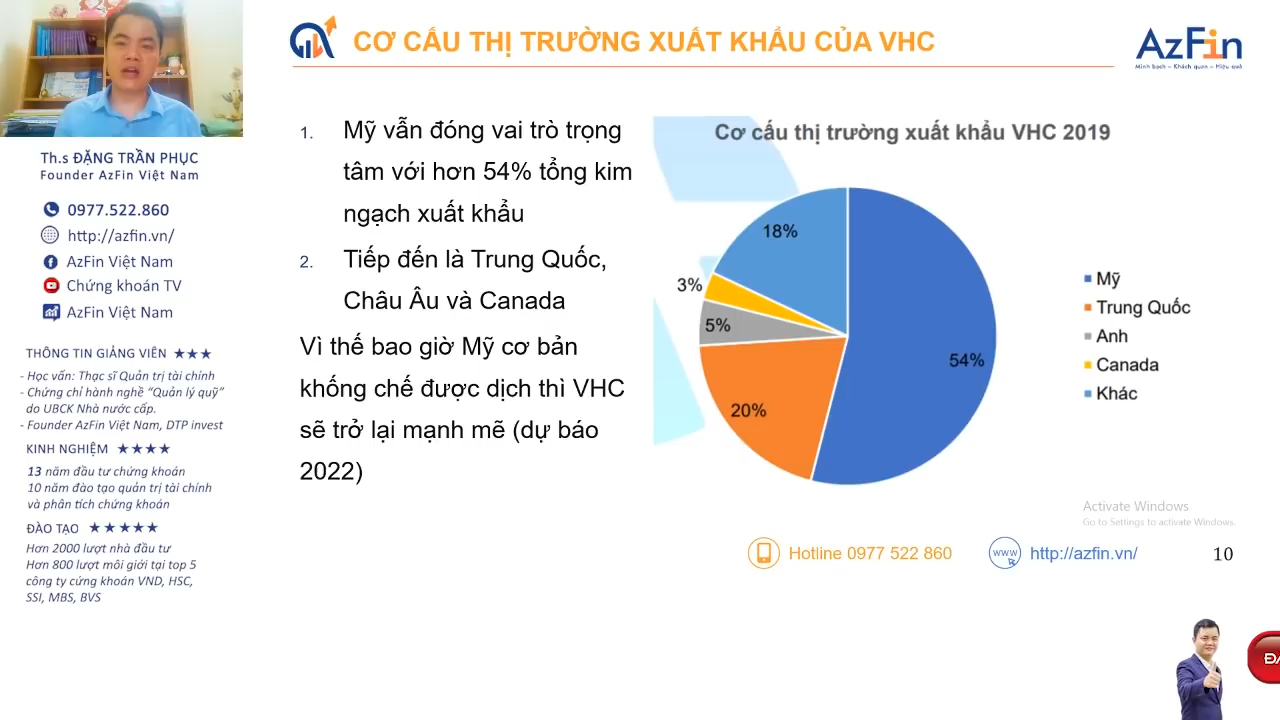 CƠ CẤU THỊ TRƯỜNG XUẤT KHẨU CỦA VHC
AzFin
Minh bạch – Khách quan – Hiệu quả
Th.s ĐẶNG TRẦN PHỤC
Founder AzFin Việt Nam
0977.522.860
http://azfin.vn/
AzFin Việt Nam
Chứng khoán TV
AzFin Việt Nam
THÔNG TIN GIẢNG VIÊN ★★★
- Học vấn: Thạc sĩ Quản trị tài chính
- Chứng chỉ hành nghề "Quản lý quỹ"
do UBCK Nhà nước cấp.
- Founder AzFin Việt Nam, DTP invest
KINH NGHIỆM ★★★★
13 năm đầu tư chứng khoán
10 năm đào tạo quản trị tài chính
và phân tích chứng khoán
ĐÀO TẠO ★★★★★
Hơn 2000 lượt nhà đầu tư
Hơn 800 lượt môi giới tại top 5
công ty cứng khoán VND, HSC,
SSI, MBS, BVS
1. Mỹ vẫn đóng vai trò trọng
tâm với hơn 54% tổng kim
ngạch xuất khẩu
2. Tiếp đến là Trung Quốc,
Châu Âu và Canada
Vì thế bao giờ Mỹ cơ bản
khống chế được dịch thì VHC
sẽ trở lại mạnh mẽ (dự báo
2022)
Cơ cấu thị trường xuất khẩu VHC 2019
18%
3%
5%
20%
54%
Mỹ
Trung Quốc
Anh
Canada
Khác
Activate Windows
Go to Settings to activate Windows.
Hotline 0977 522 860
www
http://azfin.vn/
10